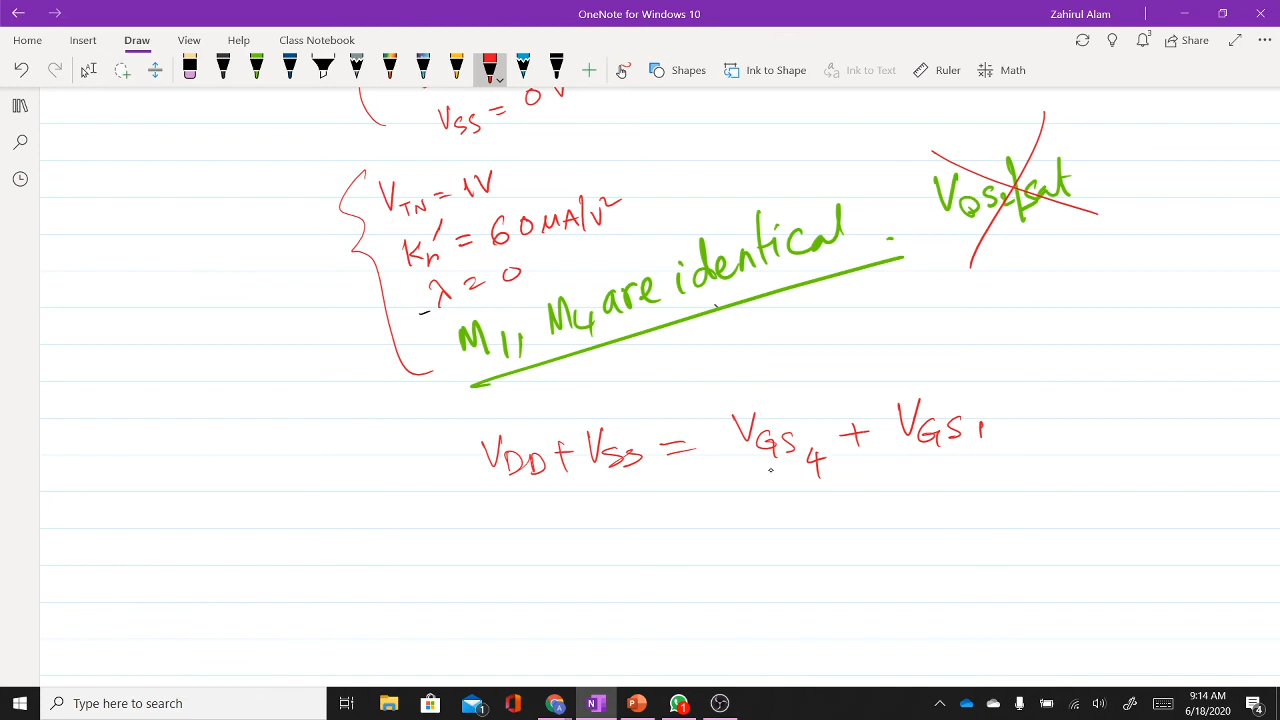 OneNote for Windows 10
Zahirul Alam
Home Insert Draw View Help Class Notebook
Share
Shapes Ink to Shape Ink to Text Ruler Math
VSS = 0 V
VTN = 1V
Kn' = 60 μA/V²
λ = 0
M1, M4 are identical.
VDD + VSS = VGS4 + VGS1
Type here to search
1
1
9:14 AM
6/18/2020